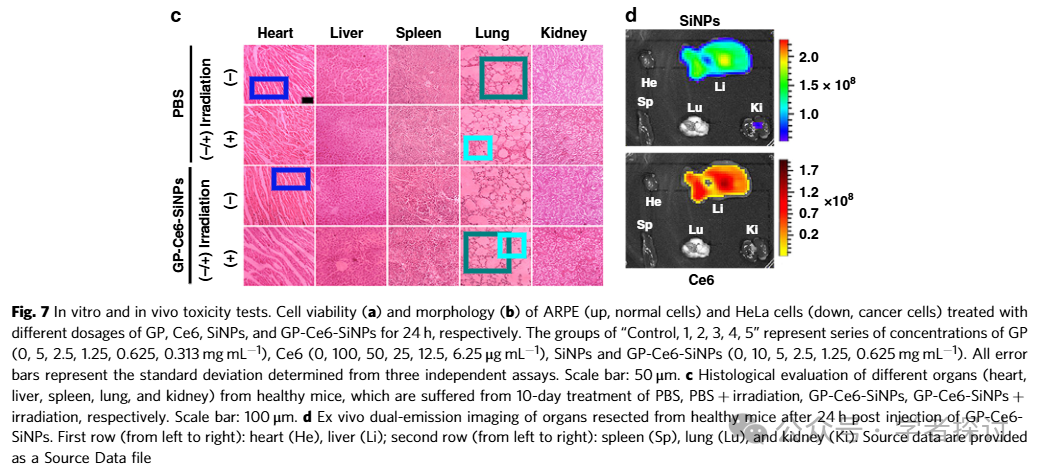 c
Heart Liver Spleen Lung Kidney
PBS
(−/+) Irradiation
(−)
(+)
GP-Ce6-SiNPs
(−/+) Irradiation
(−)
(+)
d
SiNPs
He
Li
Sp
Lu
Ki
2.0
1.5 × 10⁸
1.0
He
Li
Sp
Lu
Ki
1.7
1.2
×10⁸
0.7
0.2
Ce6
Fig. 7 In vitro and in vivo toxicity tests. Cell viability (a) and morphology (b) of ARPE (up, normal cells) and HeLa cells (down, cancer cells) treated with
different dosages of GP, Ce6, SiNPs, and GP-Ce6-SiNPs for 24 h, respectively. The groups of “Control, 1, 2, 3, 4, 5” represent series of concentrations of GP
(0, 5, 2.5, 1.25, 0.625, 0.313 mg mL⁻¹), Ce6 (0, 100, 50, 25, 12.5, 6.25 μg mL⁻¹), SiNPs and GP-Ce6-SiNPs (0, 10, 5, 2.5, 1.25, 0.625 mg mL⁻¹). All error
bars represent the standard deviation determined from three independent assays. Scale bar: 50 μm. c Histological evaluation of different organs (heart,
liver, spleen, lung, and kidney) from healthy mice, which are suffered from 10-day treatment of PBS, PBS + irradiation, GP-Ce6-SiNPs, GP-Ce6-SiNPs +
irradiation, respectively. Scale bar: 100 μm. d Ex vivo dual-emission imaging of organs resected from healthy mice after 24 h post injection of GP-Ce6-
SiNPs. First row (from left to right): heart (He), liver (Li); second row (from left to right): spleen (Sp), lung (Lu), and kidney (Ki). Source data are provided
as a Source Data file
公众号 · 学者探讨